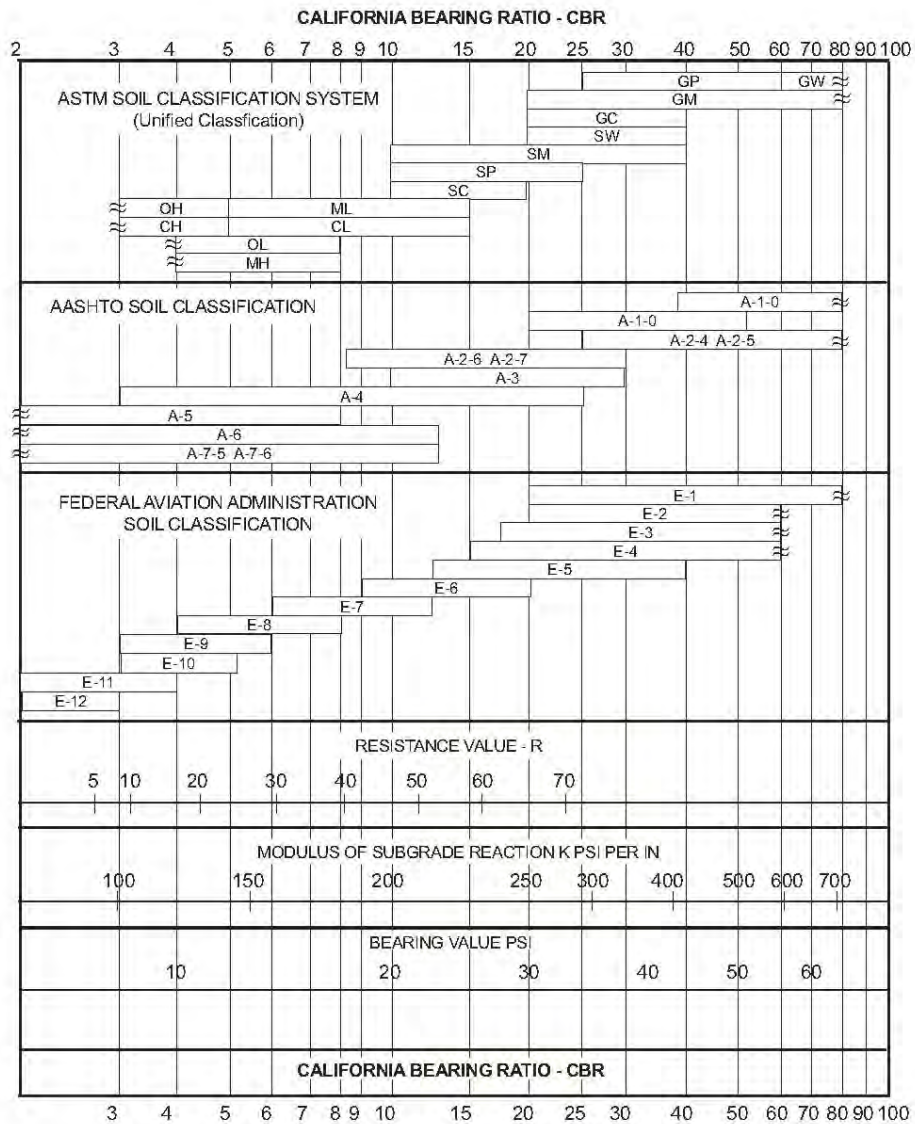 CALIFORNIA BEARING RATIO - CBR
2 3 4 5 6 7 8 9 10 15 20 25 30 40 50 60 70 80 100
GP GW
ASTM SOIL CLASSIFICATION SYSTEM
GM
(Unified Classfication)
GC
SW
SM
SP
SC
OH ML
CH CL
OL
MH
AASHTO SOIL CLASSIFICATION
A-1-0
A-1-0
A-2-4 A-2-5
A-2-6 A-2-7
A-3
A-4
A-5
A-6
A-7-5 A-7-6
FEDERAL AVIATION ADMINISTRATION
SOIL CLASSIFICATION
E-1
E-2
E-3
E-4
E-5
E-6
E-7
E-8
E-9
E-10
E-11
E-12
RESISTANCE VALUE - R
5 10 20 30 40 50 60 70
MODULUS OF SUBGRADE REACTION K PSI PER IN
100 150 200 250 300 400 500 600 700
BEARING VALUE PSI
10 20 30 40 50 60
CALIFORNIA BEARING RATIO - CBR
3 4 5 6 7 8 9 10 15 20 25 30 40 50 60 70 80 100